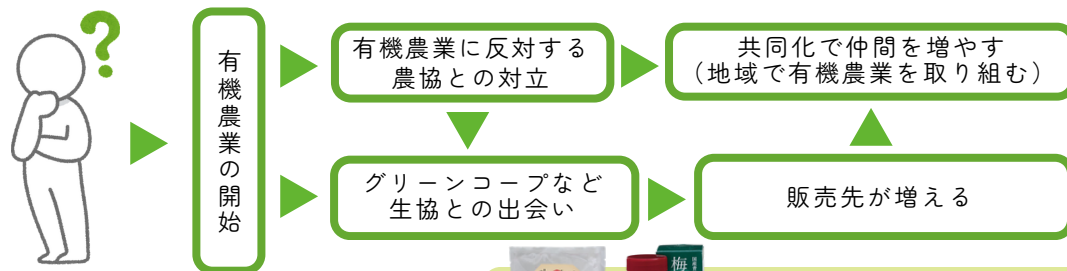 ?
有機農業の開始
有機農業に反対する
農協との対立
共同化で仲間を増やす
（地域で有機農業を取り組む）
グリーンコープなど
生協との出会い
販売先が増える
梅